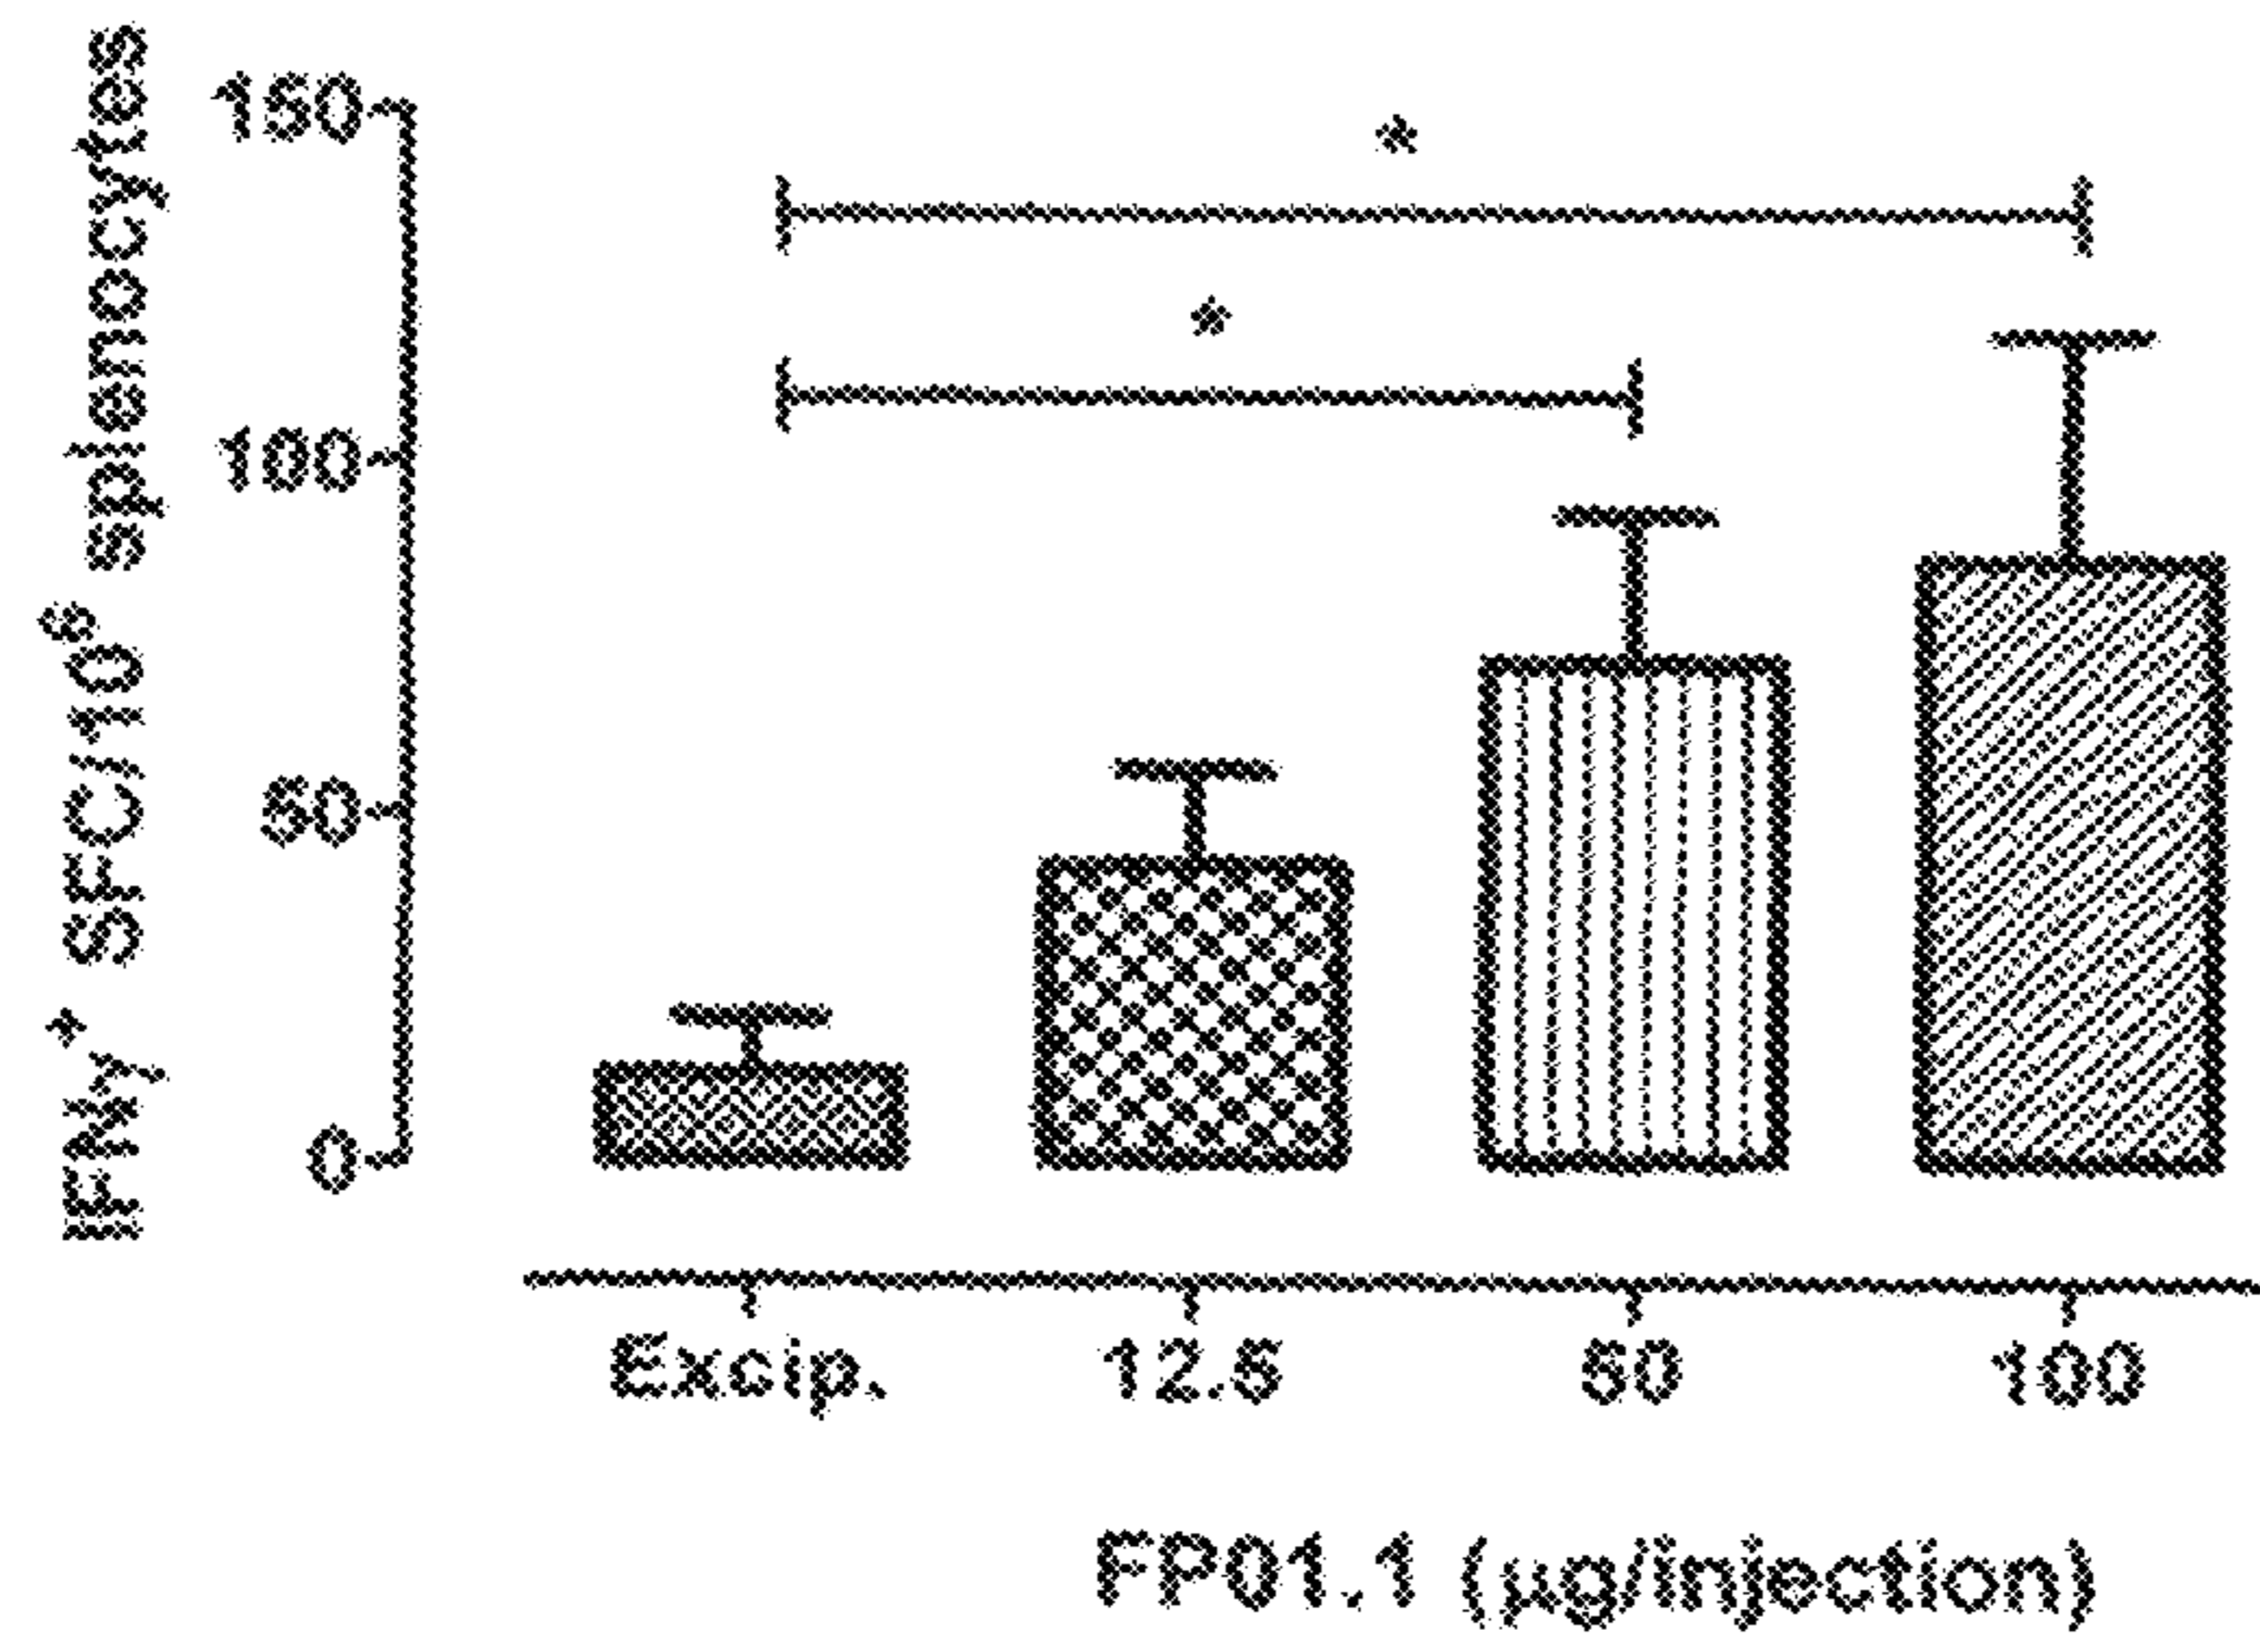 IFNγ⁺ SFC/10⁶ splenocytes
150
100
50
0
*
*
Excip. 12.5 50 100
FP01.1 (µg/injection)